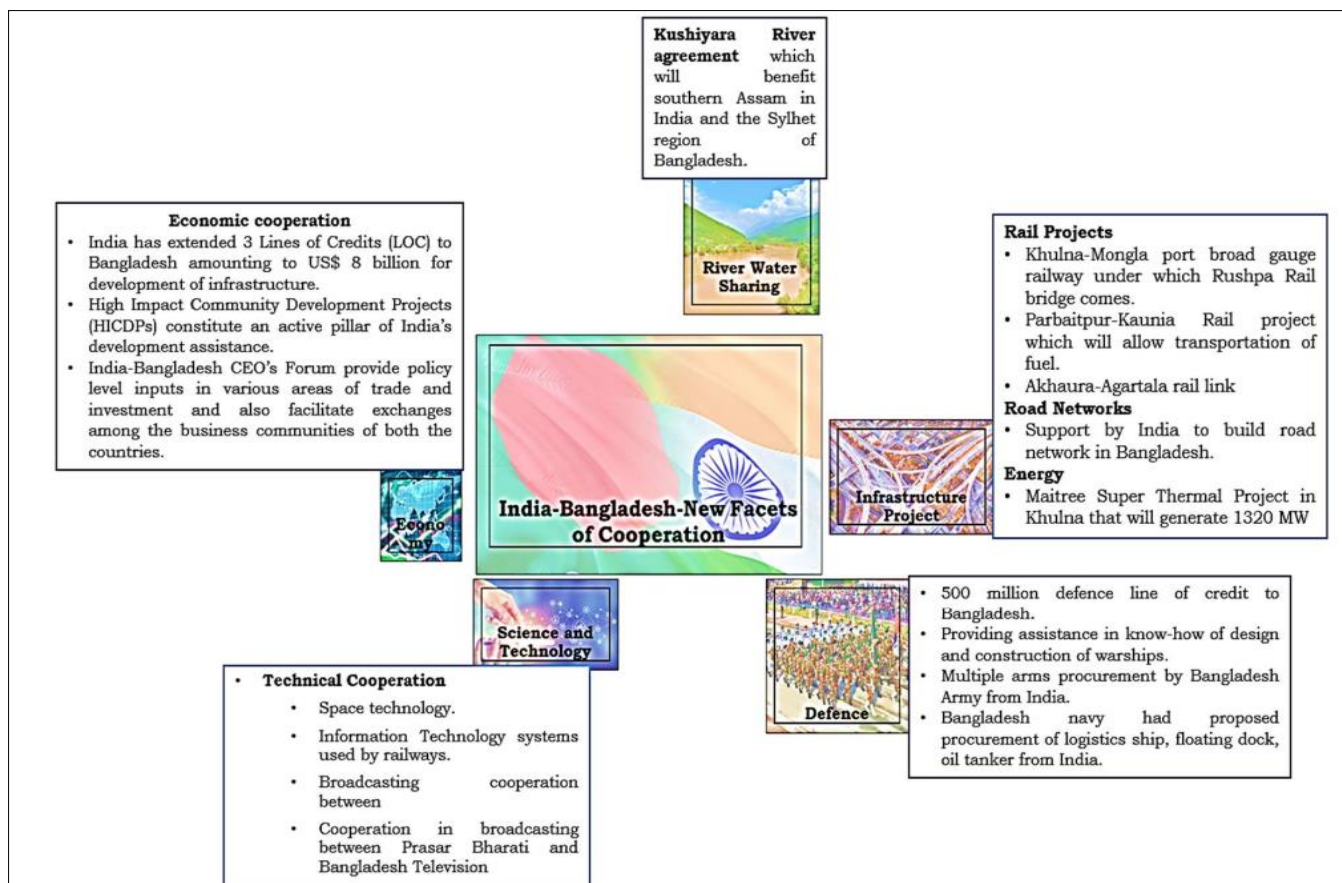 Kushiyara River
agreement which
will benefit
southern Assam in
India and the Sylhet
region of
Bangladesh.
River Water
Sharing
Economic cooperation
• India has extended 3 Lines of Credits (LOC) to
Bangladesh amounting to US$ 8 billion for
development of infrastructure.
• High Impact Community Development Projects
(HICDPs) constitute an active pillar of India's
development assistance.
• India-Bangladesh CEO's Forum provide policy
level inputs in various areas of trade and
investment and also facilitate exchanges
among the business communities of both the
countries.
Econo
my
India-Bangladesh-New Facets
of Cooperation
Rail Projects
• Khulna-Mongla port broad gauge
railway under which Rushpa Rail
bridge comes.
• Parbaitpur-Kaunia Rail project
which will allow transportation of
fuel.
• Akhaura-Agartala rail link
Road Networks
• Support by India to build road
network in Bangladesh.
Energy
• Maitree Super Thermal Project in
Khulna that will generate 1320 MW
Infrastructure
Project
Science and
Technology
• Technical Cooperation
• Space technology.
• Information Technology systems
used by railways.
• Broadcasting cooperation
between
• Cooperation in broadcasting
between Prasar Bharati and
Bangladesh Television
Defence
• 500 million defence line of credit to
Bangladesh.
• Providing assistance in know-how of design
and construction of warships.
• Multiple arms procurement by Bangladesh
Army from India.
• Bangladesh navy had proposed
procurement of logistics ship, floating dock,
oil tanker from India.